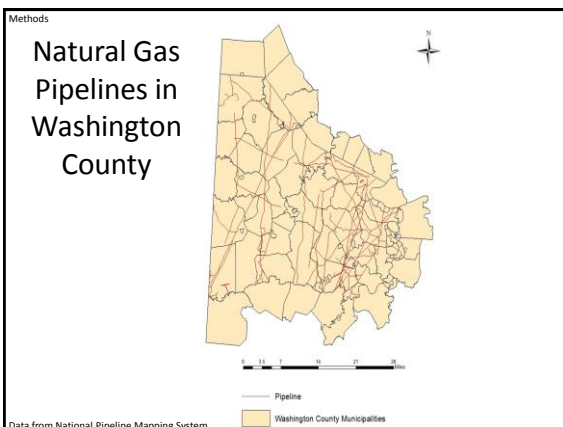 Methods
Natural Gas
Pipelines in
Washington
County
N
0 3.5 7 14 21 28
Miles
Pipeline
Washington County Municipalities
Data from National Pipeline Mapping System